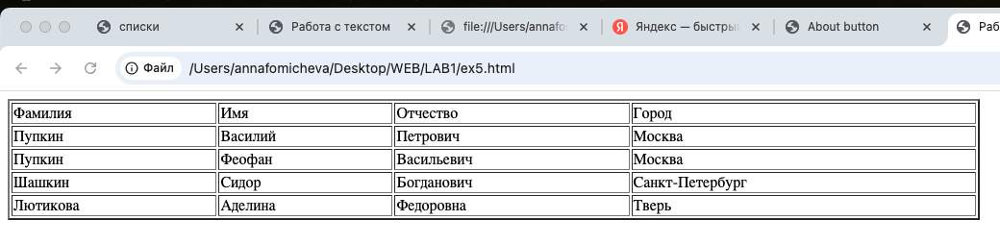 списки
Работа с текстом
file:///Users/annafo
Яндекс — быстры
About button
Раб
Файл /Users/annafomicheva/Desktop/WEB/LAB1/ex5.html
Фамилия Имя Отчество Город
Пупкин Василий Петрович Москва
Пупкин Феофан Васильевич Москва
Шашкин Сидор Богданович Санкт-Петербург
Лютикова Аделина Федоровна Тверь